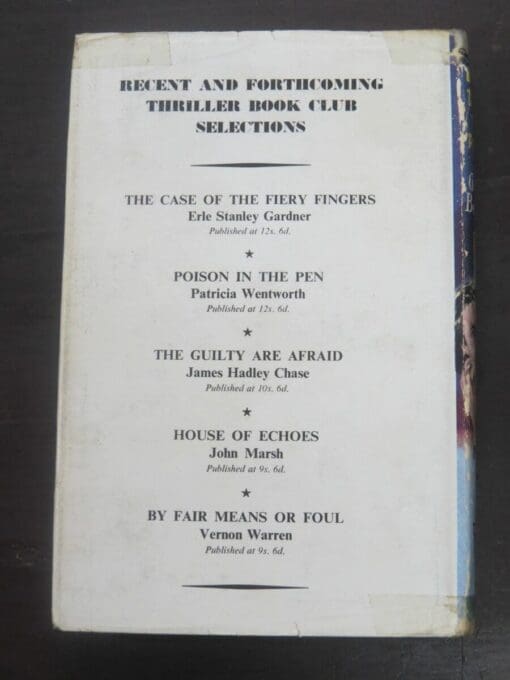 RECENT AND FORTHCOMING
THRILLER BOOK CLUB
SELECTIONS
THE CASE OF THE FIERY FINGERS
Erle Stanley Gardner
Published at 12s. 6d.
★
POISON IN THE PEN
Patricia Wentworth
Published at 12s. 6d.
★
THE GUILTY ARE AFRAID
James Hadley Chase
Published at 10s. 6d.
★
HOUSE OF ECHOES
John Marsh
Published at 9s. 6d.
★
BY FAIR MEANS OR FOUL
Vernon Warren
Published at 9s. 6d.